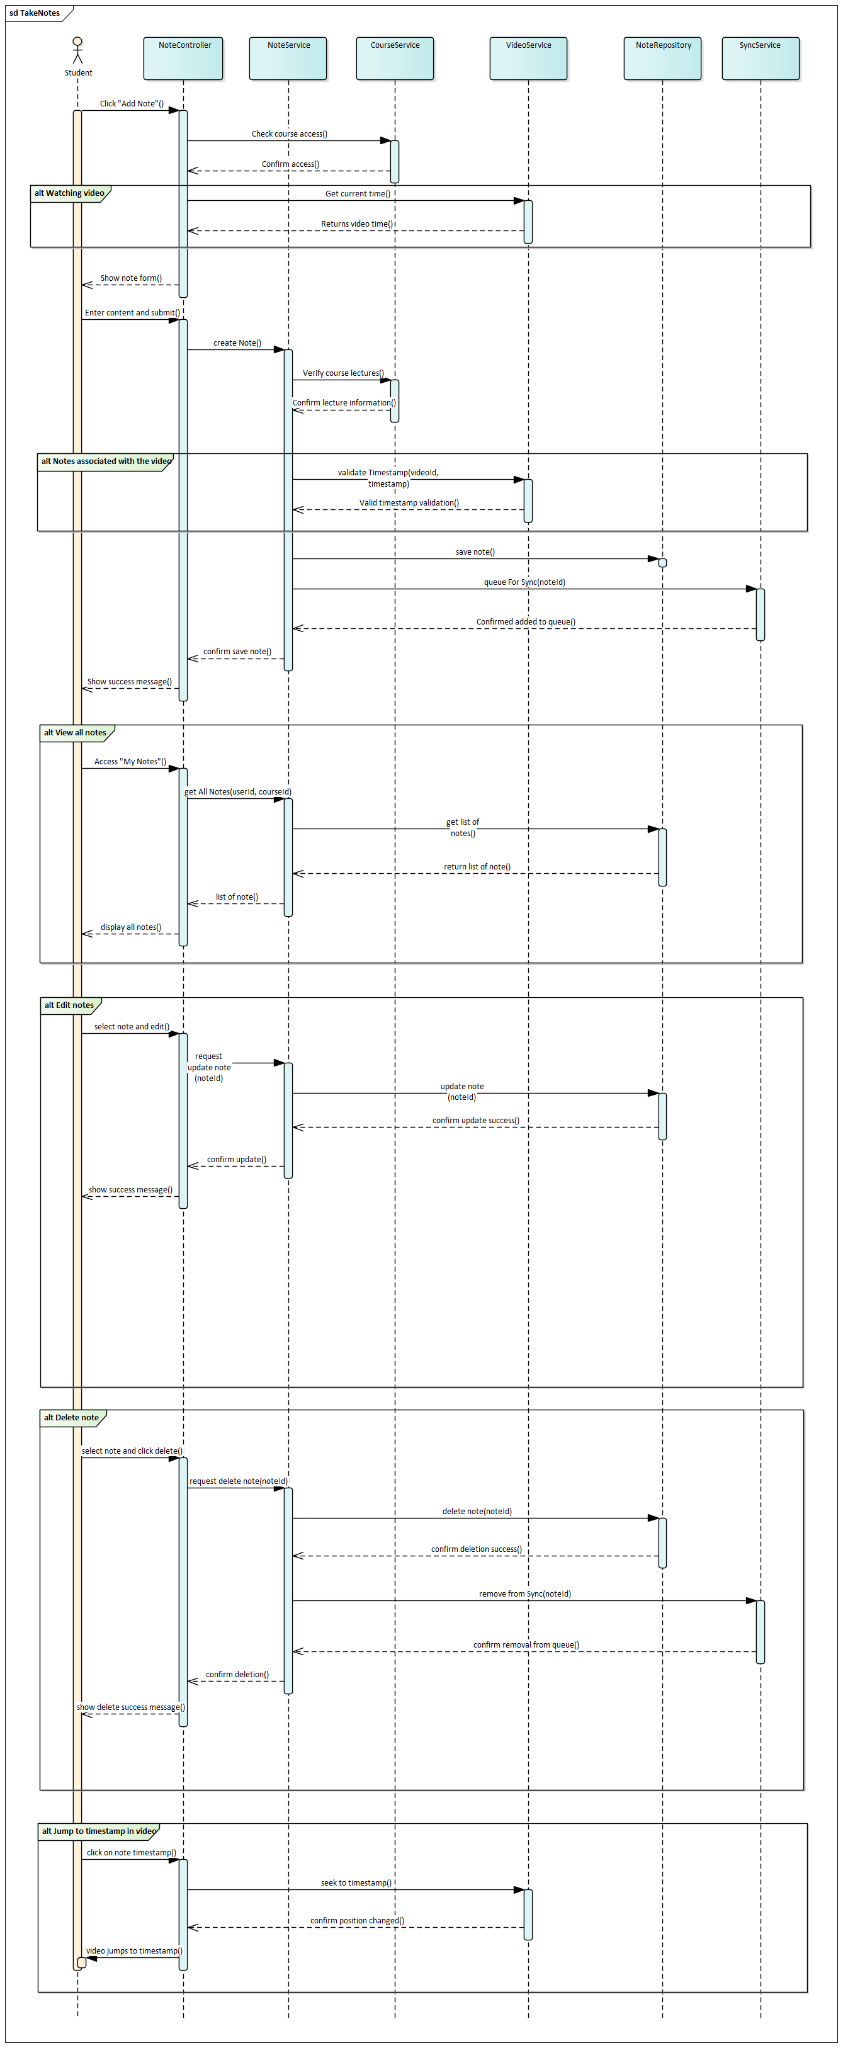 sd TakeNotes
Student
NoteController
NoteService
CourseService
VideoService
NoteRepository
SyncService
Click "Add Note"()
Check course access()
Confirm access()
alt Watching video
Get current time()
Returns video time()
Show note form()
Enter content and submit()
create Note()
Verify course lectures()
Confirm lecture information()
alt Notes associated with the video
validate Timestamp(videoId,
timestamp)
Valid timestamp validation()
save note()
queue For Sync(noteId)
Confirmed added to queue()
confirm save note()
Show success message()
alt View all notes
Access "My Notes"()
get All Notes(userId, courseId)
get list of
notes()
return list of note()
list of note()
display all notes()
alt Edit notes
select note and edit()
request
update note
(noteId)
update note
(noteId)
confirm update success()
confirm update()
show success message()
alt Delete note
select note and click delete()
request delete note(noteId)
delete note(noteId)
confirm deletion success()
remove from Sync(noteId)
confirm removal from queue()
confirm deletion()
show delete success message()
alt Jump to timestamp in video
click on note timestamp()
seek to timestamp()
confirm position changed()
video jumps to timestamp()